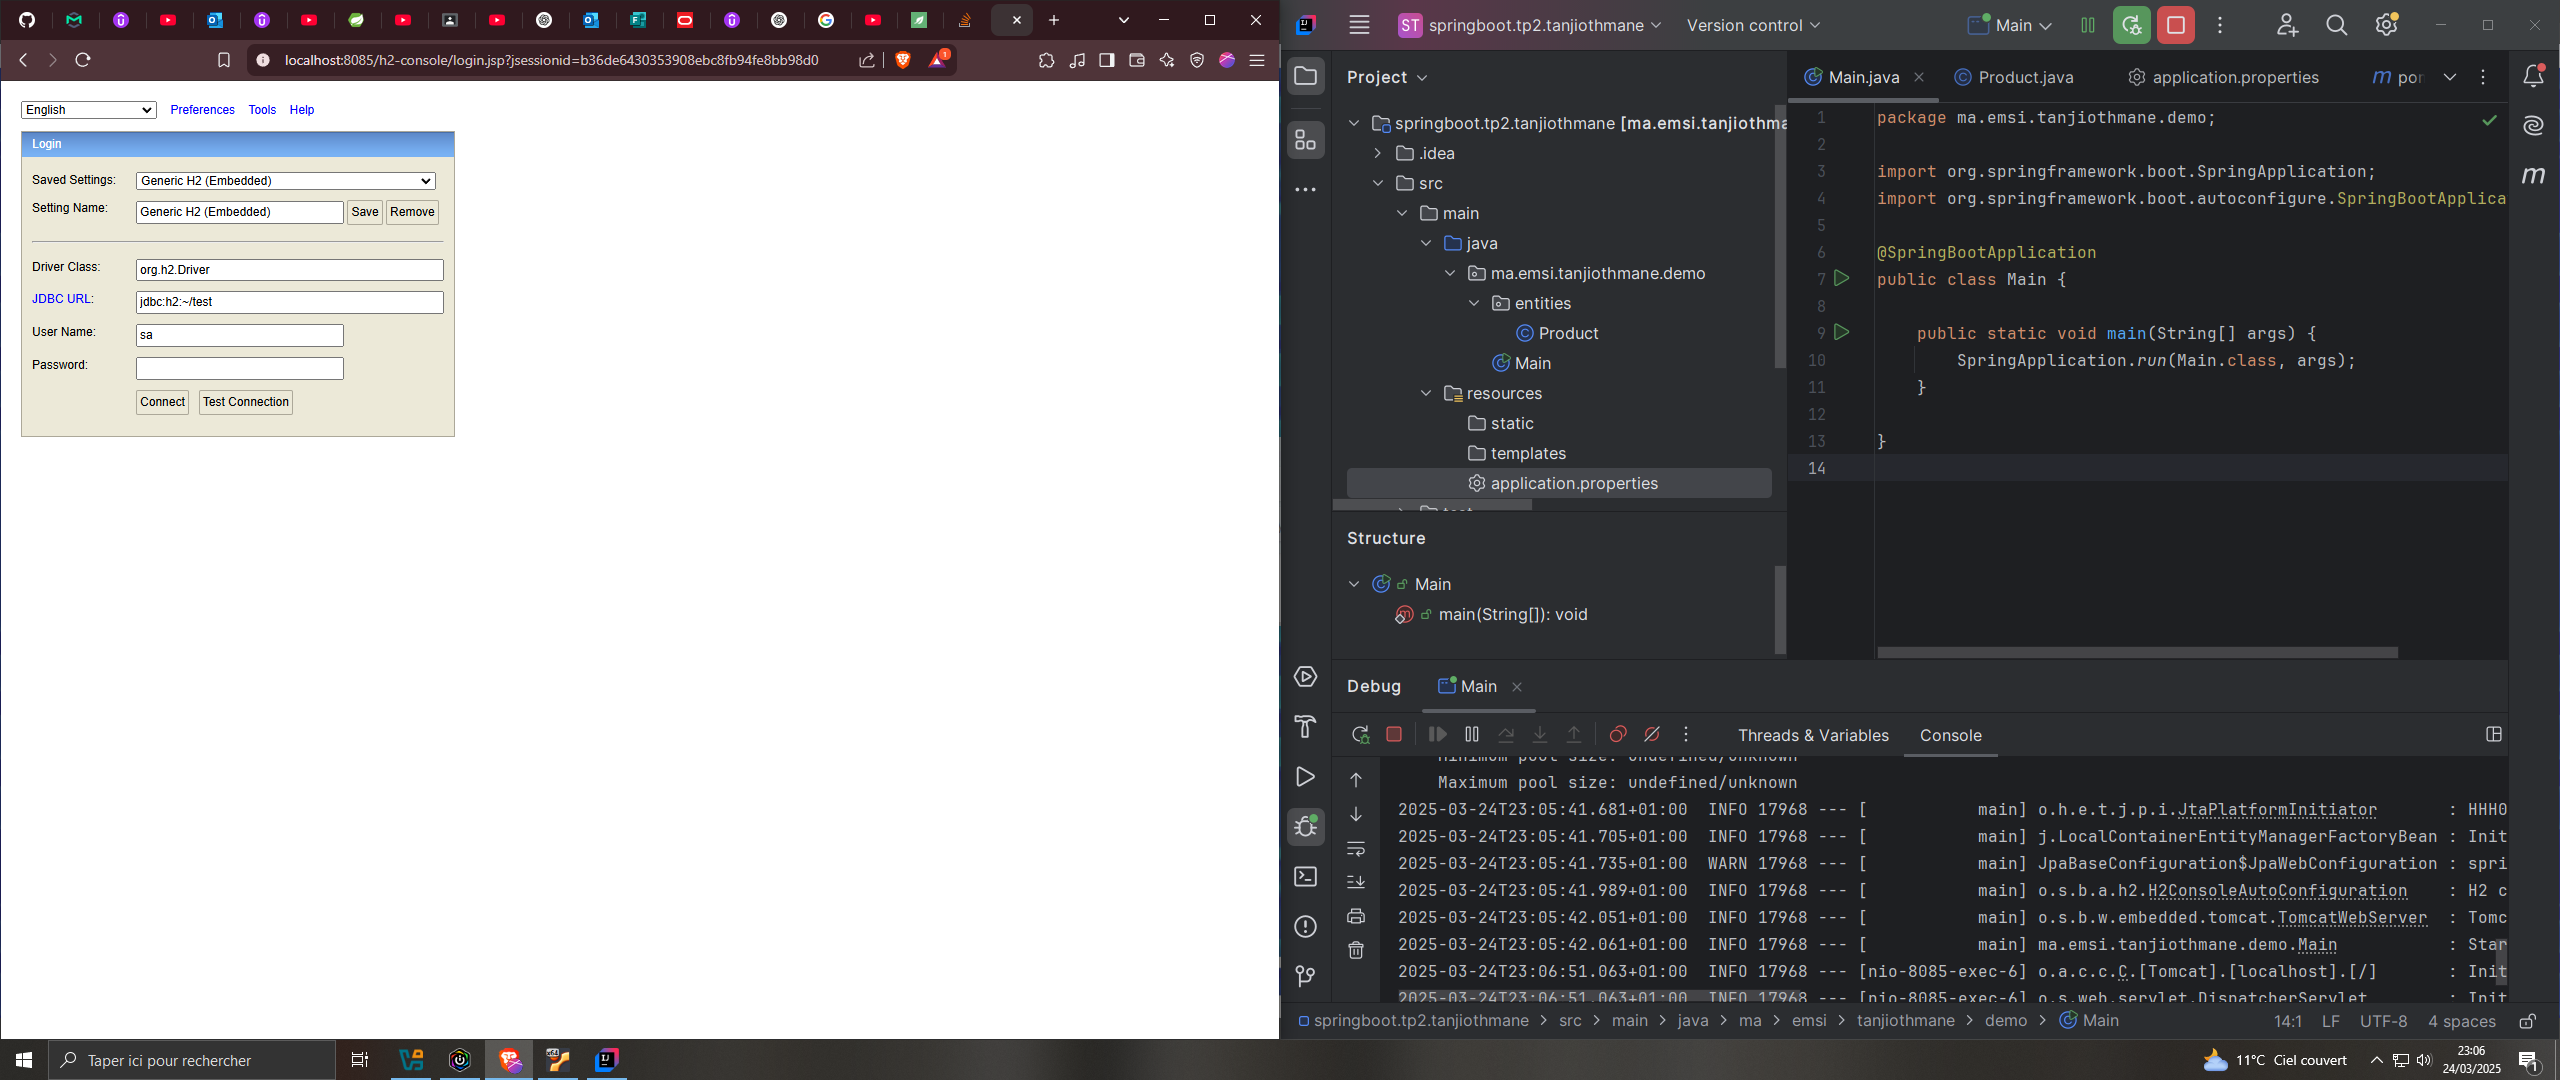 localhost:8085/h2-console/login.jsp?jsessionid=b36de6430353908ebc8fb94fe8bb98d0
1
English Preferences Tools Help
Login
Saved Settings: Generic H2 (Embedded)
Setting Name: Generic H2 (Embedded) Save Remove
Driver Class: org.h2.Driver
JDBC URL: jdbc:h2:~/test
User Name: sa
Password:
Connect Test Connection
ST springboot.tp2.tanjiothmane Version control Main
Project
springboot.tp2.tanjiothmane [ma.emsi.tanjiothma
.idea
src
main
java
ma.emsi.tanjiothmane.demo
entities
Product
Main
resources
static
templates
application.properties
Structure
Main
main(String[]): void
Main.java Product.java application.properties pon
1 package ma.emsi.tanjiothmane.demo;
2
3 import org.springframework.boot.SpringApplication;
4 import org.springframework.boot.autoconfigure.SpringBootApplica
5
6 @SpringBootApplication
7 public class Main {
8
9 public static void main(String[] args) {
10 SpringApplication.run(Main.class, args);
11 }
12
13 }
14
Debug Main
Threads & Variables Console
Minimum pool size: undefined/unknown
Maximum pool size: undefined/unknown
2025-03-24T23:05:41.681+01:00 INFO 17968 --- [ main] o.h.e.t.j.p.i.JtaPlatformInitiator : HHH0
2025-03-24T23:05:41.705+01:00 INFO 17968 --- [ main] j.LocalContainerEntityManagerFactoryBean : Init
2025-03-24T23:05:41.735+01:00 WARN 17968 --- [ main] JpaBaseConfiguration$JpaWebConfiguration : spri
2025-03-24T23:05:41.989+01:00 INFO 17968 --- [ main] o.s.b.a.h2.H2ConsoleAutoConfiguration : H2 c
2025-03-24T23:05:42.051+01:00 INFO 17968 --- [ main] o.s.b.w.embedded.tomcat.TomcatWebServer : Tomc
2025-03-24T23:05:42.061+01:00 INFO 17968 --- [ main] ma.emsi.tanjiothmane.demo.Main : Star
2025-03-24T23:06:51.063+01:00 INFO 17968 --- [nio-8085-exec-6] o.a.c.c.C.[Tomcat].[localhost].[/] : Init
2025-03-24T23:06:51.063+01:00 INFO 17968 --- [nio-8085-exec-6] o.s.web.servlet.DispatcherServlet : Init
springboot.tp2.tanjiothmane > src > main > java > ma > emsi > tanjiothmane > demo > Main 14:1 LF UTF-8 4 spaces
Taper ici pour rechercher
11°C Ciel couvert
23:06
24/03/2025
1